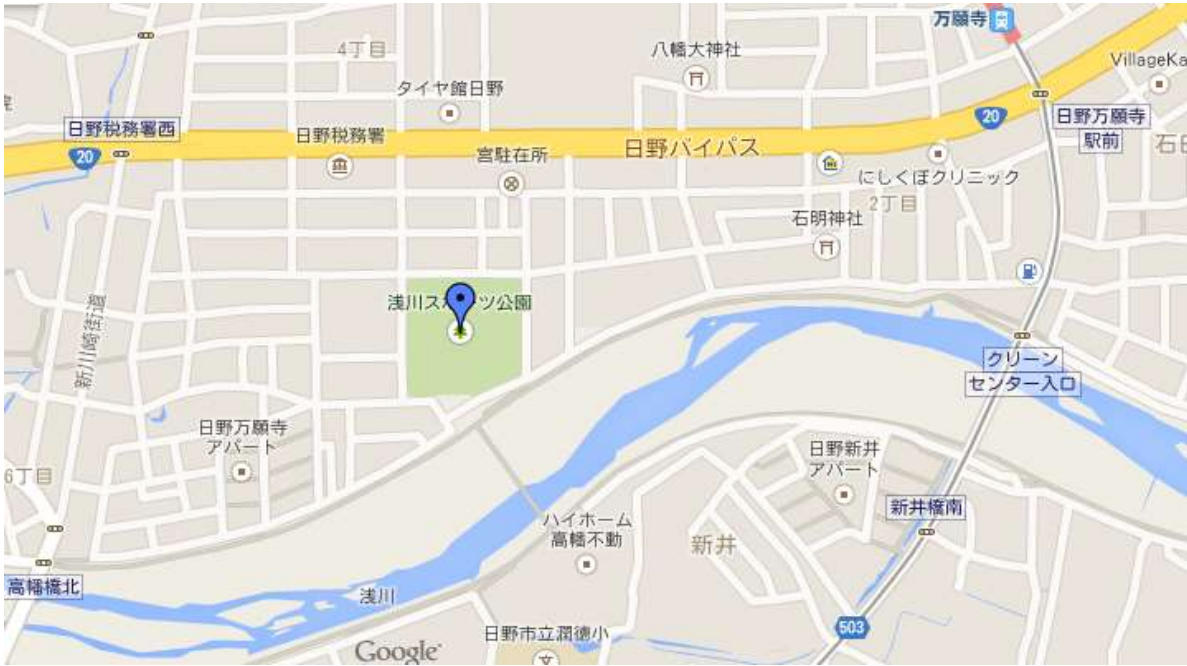 万願寺
4丁目
八幡大神社
VillageKa
タイヤ館日野
日野税務署西
日野税務署
20
日野万願寺
駅前
石田
20
宮駐在所
日野バイパス
にしくぼクリニック
2丁目
石明神社
浅川ス
ツ公園
新川崎街道
クリーン
センター入口
日野万願寺
アパート
日野新井
アパート
6丁目
新井橋南
ハイホーム
高幡不動
新井
高幡橋北
浅川
503
日野市立潤徳小
Google